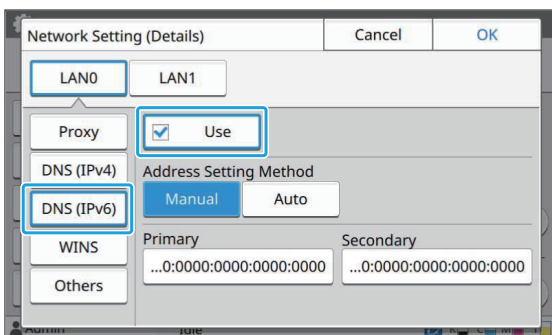 Network Setting (Details)
Cancel
OK
LAN0
LAN1
Proxy
DNS (IPv4)
DNS (IPv6)
WINS
Others
Use
Address Setting Method
Manual
Auto
Primary
Secondary
...0:0000:0000:0000:0000
...0:0000:0000:0000:0000
Admin
Idle